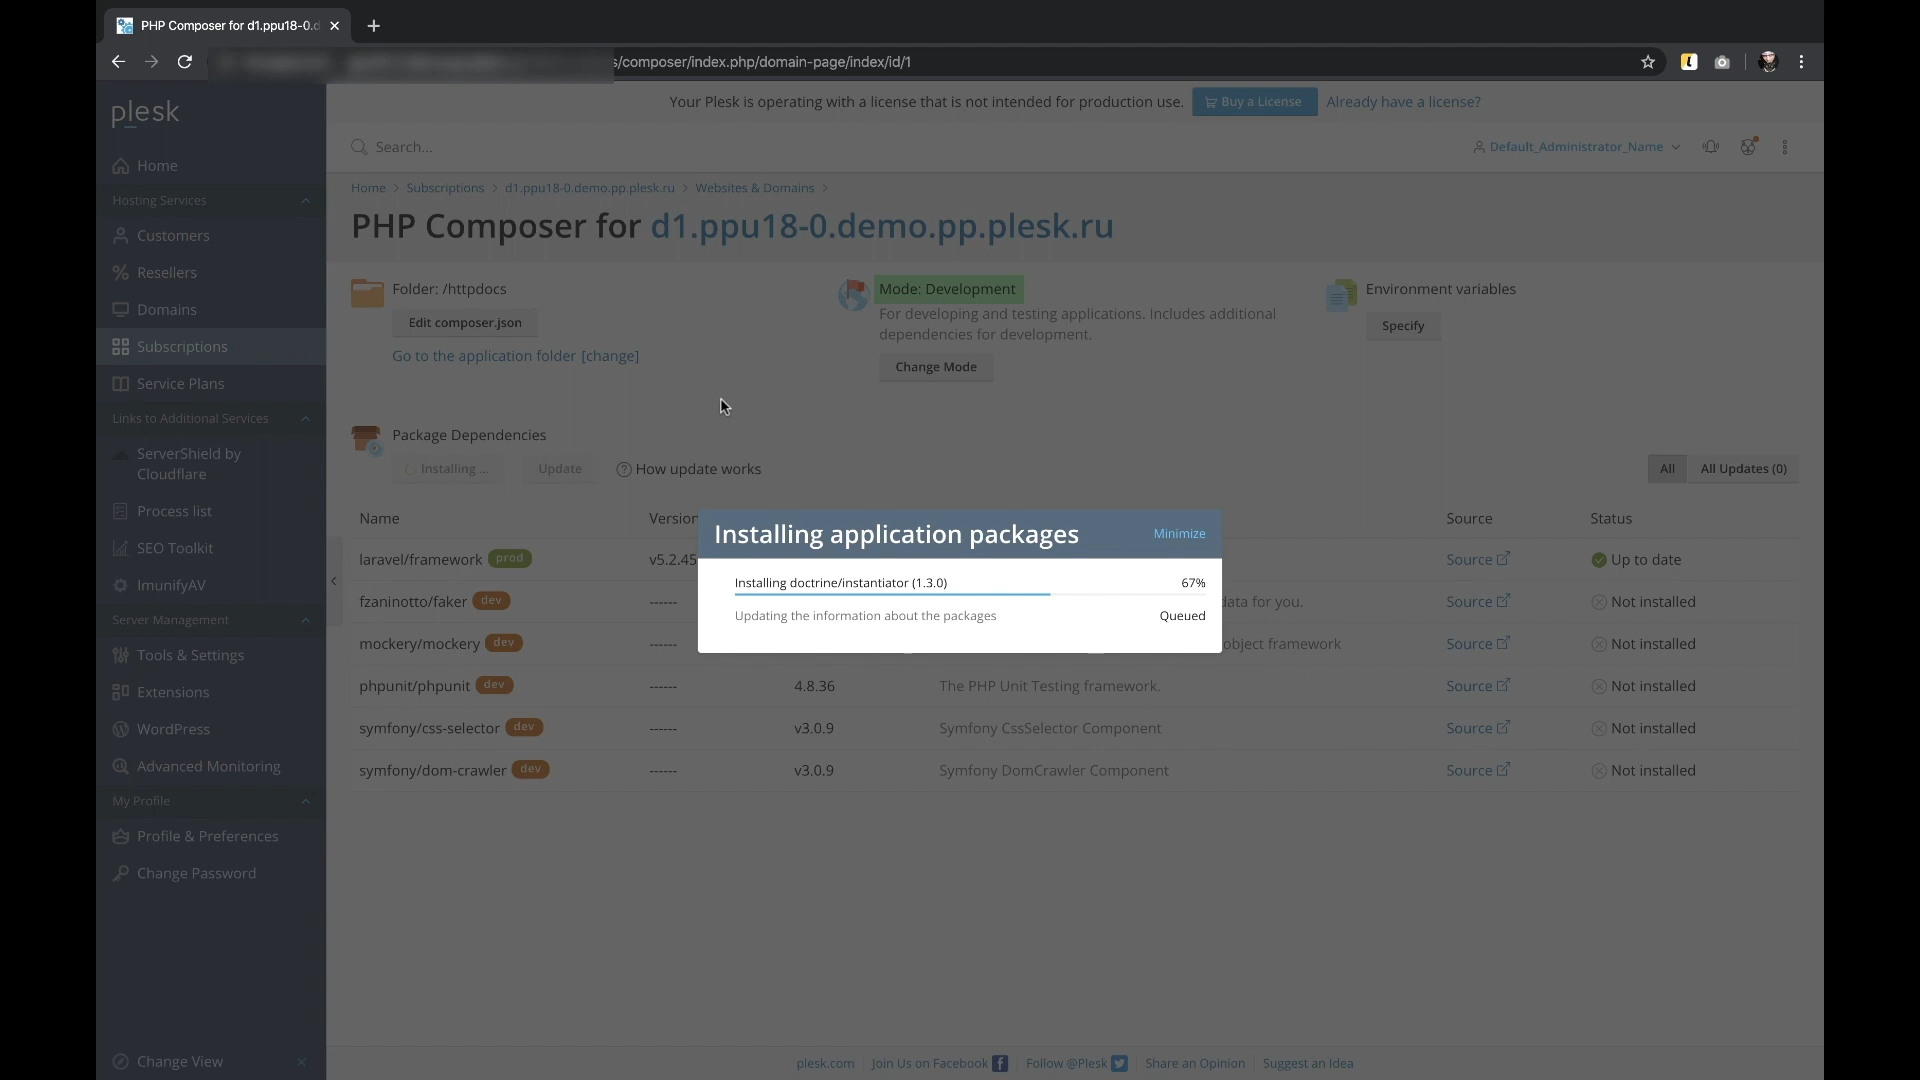 PHP Composer for d1.ppu18-0.d
s/composer/index.php/domain-page/index/id/1
plesk
Your Plesk is operating with a license that is not intended for production use. Buy a License Already have a license?
Search...
Default_Administrator_Name
Home
Hosting Services
Customers
Resellers
Domains
Subscriptions
Service Plans
Links to Additional Services
ServerShield by
Cloudflare
Process list
SEO Toolkit
ImunifyAV
Server Management
Tools & Settings
Extensions
WordPress
Advanced Monitoring
My Profile
Profile & Preferences
Change Password
Change View
Home > Subscriptions > d1.ppu18-0.demo.pp.plesk.ru > Websites & Domains >
PHP Composer for d1.ppu18-0.demo.pp.plesk.ru
Folder: /httpdocs
Edit composer.json
Go to the application folder [change]
Mode: Development
For developing and testing applications. Includes additional
dependencies for development.
Change Mode
Environment variables
Specify
Package Dependencies
Installing ... Update ? How update works
All All Updates (0)
Name Version Source Status
laravel/framework prod v5.2.45 Source Up to date
fzaninotto/faker dev ------ data for you. Source Not installed
mockery/mockery dev ------ object framework Source Not installed
phpunit/phpunit dev ------ 4.8.36 The PHP Unit Testing framework. Source Not installed
symfony/css-selector dev ------ v3.0.9 Symfony CssSelector Component Source Not installed
symfony/dom-crawler dev ------ v3.0.9 Symfony DomCrawler Component Source Not installed
Installing application packages Minimize
Installing doctrine/instantiator (1.3.0) 67%
Updating the information about the packages Queued
plesk.com Join Us on Facebook Follow @Plesk Share an Opinion Suggest an Idea